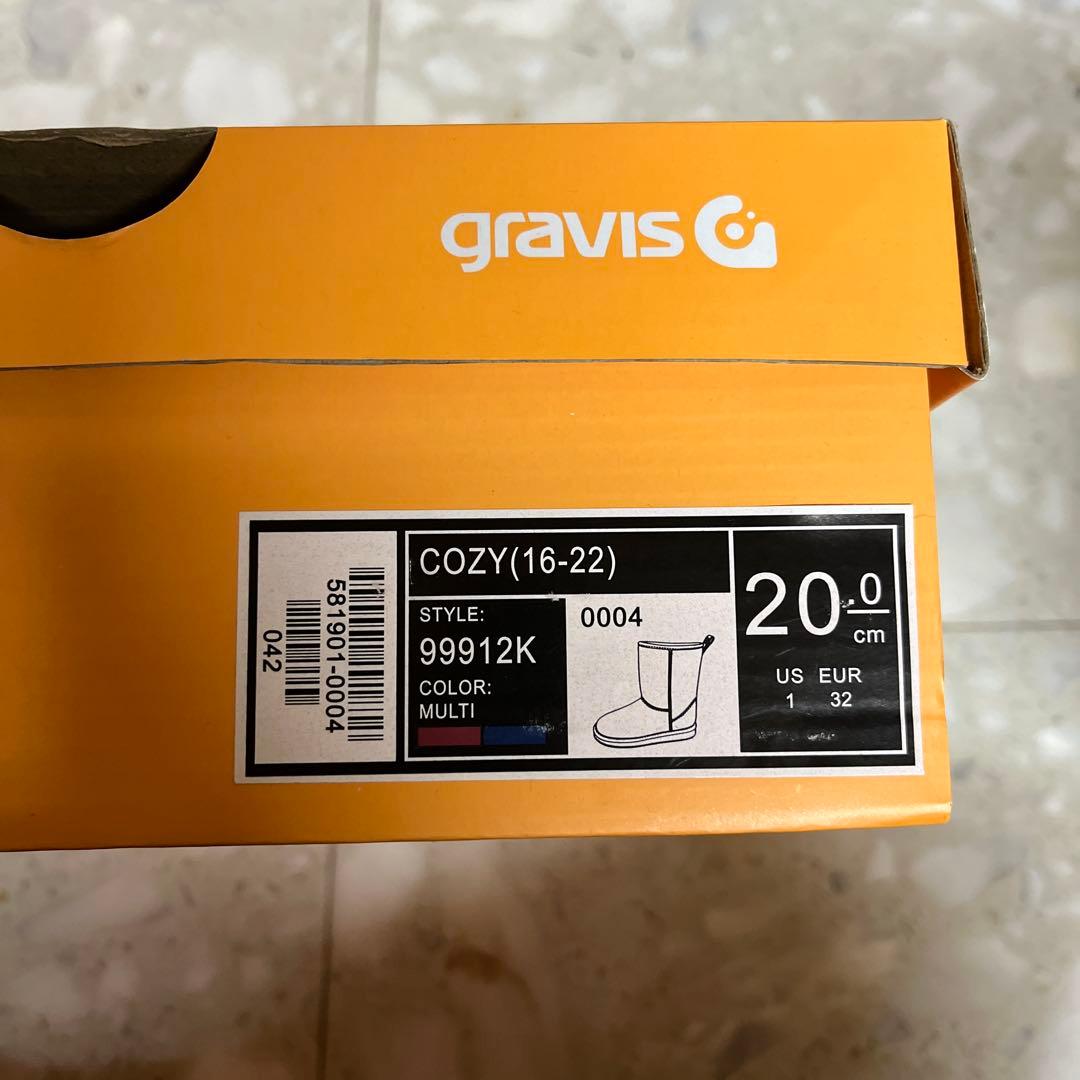 gravis
COZY(16-22)
STYLE:
99912K
COLOR:
MULTI
0004
20.0
cm
US EUR
1 32
581901-0004
042